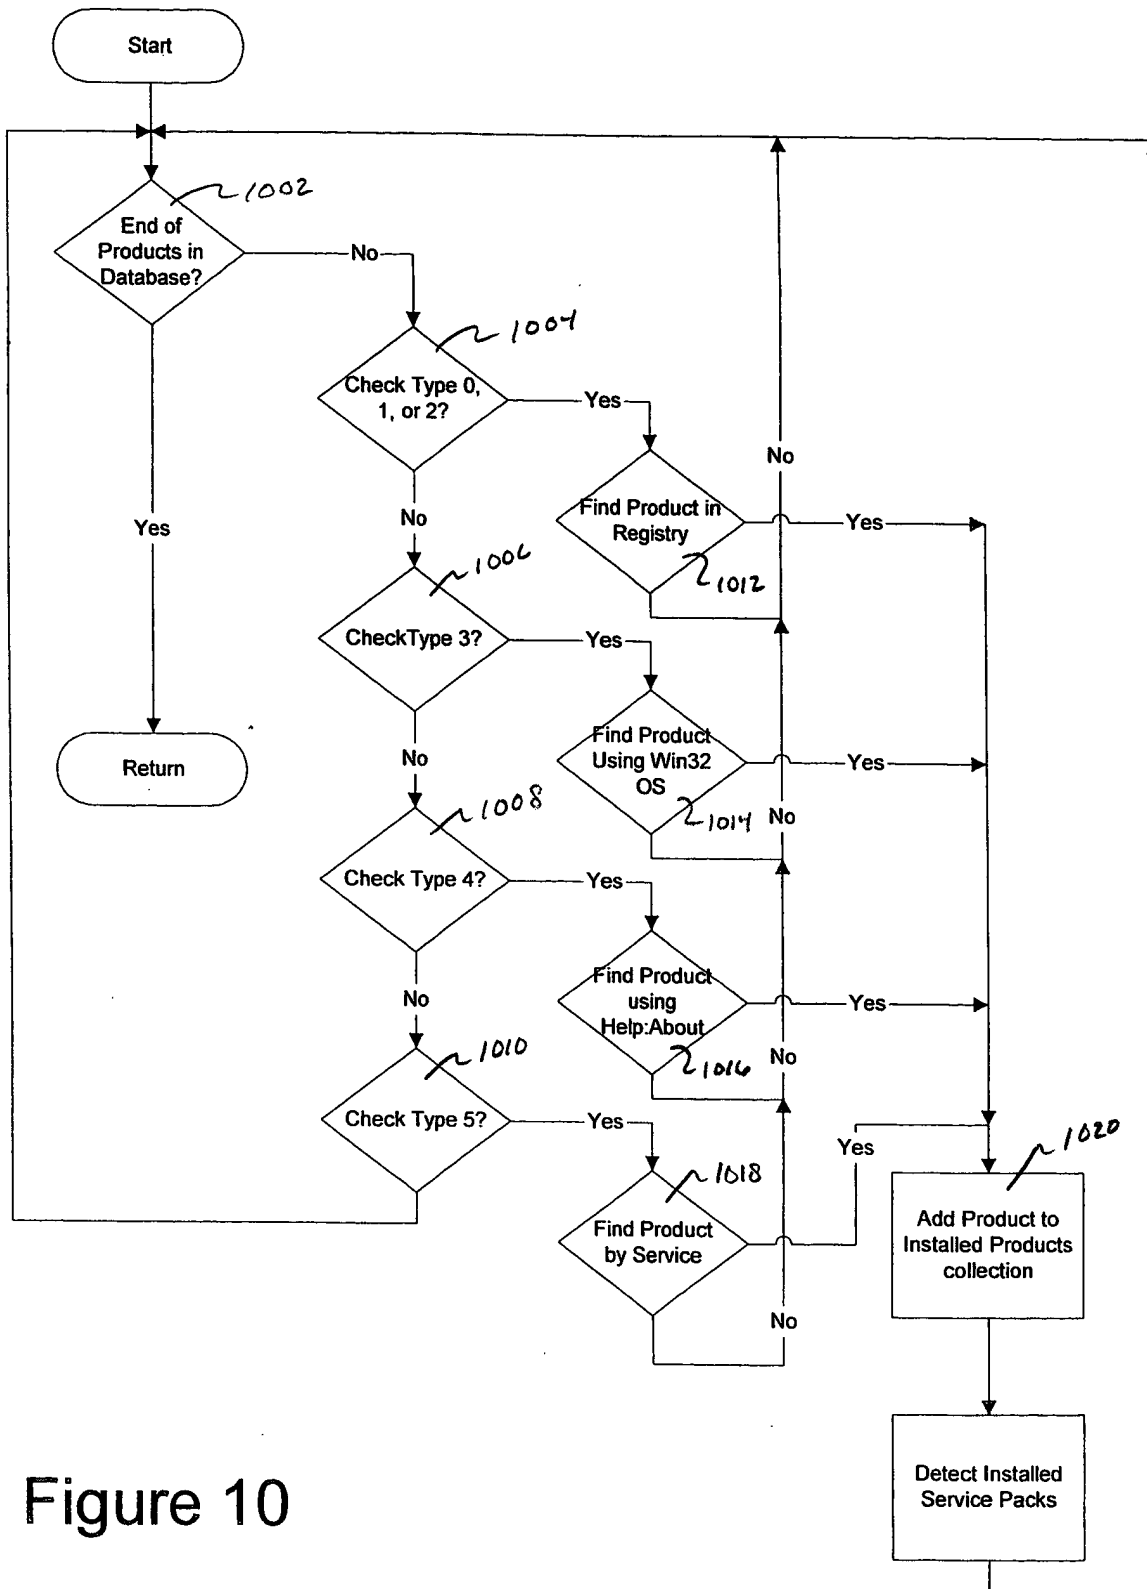 Start
1002
End of
Products in
Database?
No
1004
Check Type 0,
1, or 2?
Yes
No
Find Product in
Registry
Yes
1012
Yes
No
1006
CheckType 3?
Yes
Find Product
Using Win32
OS
Yes
1014
No
Return
No
1008
Check Type 4?
Yes
Find Product
using
Help:About
Yes
1016
No
No
1010
Check Type 5?
Yes
Yes
1018
Find Product
by Service
No
1020
Add Product to
Installed Products
collection
Detect Installed
Service Packs
Figure 10